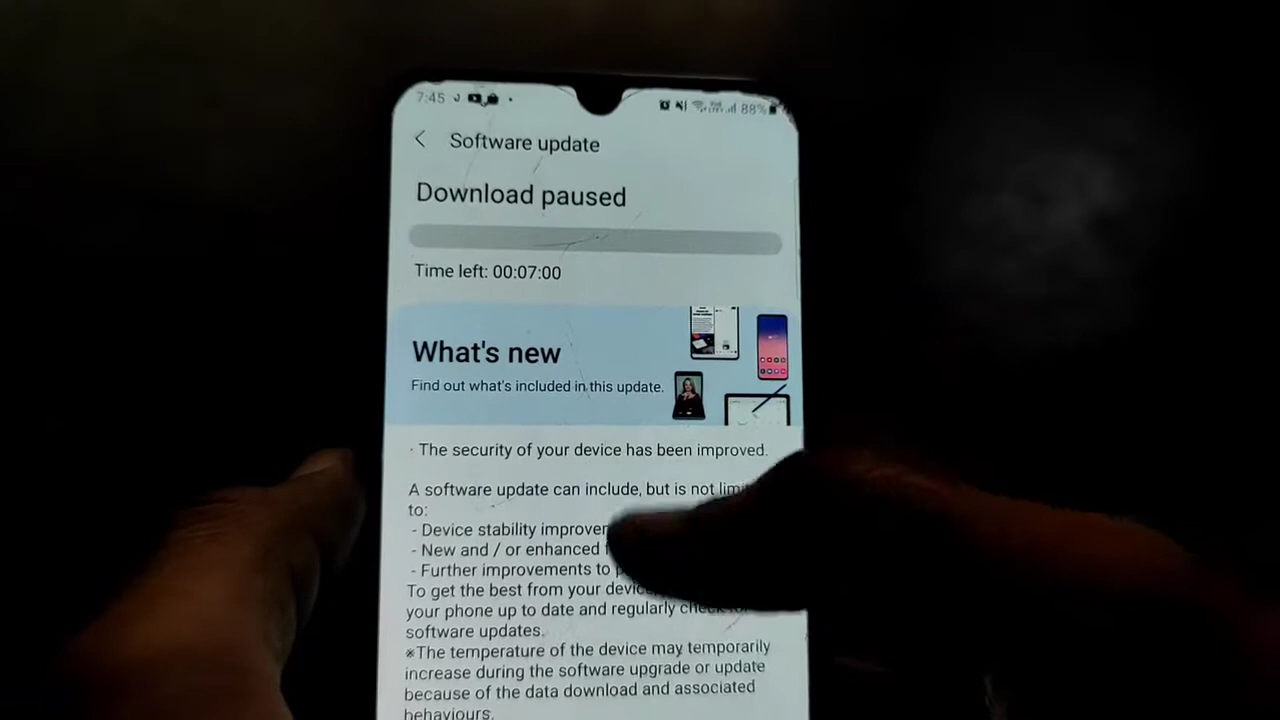 7:45
88%
Software update
Download paused
Time left: 00:07:00
What's new
Find out what's included in this update.
· The security of your device has been improved.
A software update can include, but is not
to:
- Device stability
- New and / or enhanced
- Further improvements to
To get the best from your
your phone up to date and regularly
software updates.
※The temperature of the device may temporarily
increase during the software upgrade or update
because of the data download and associated
behaviours.